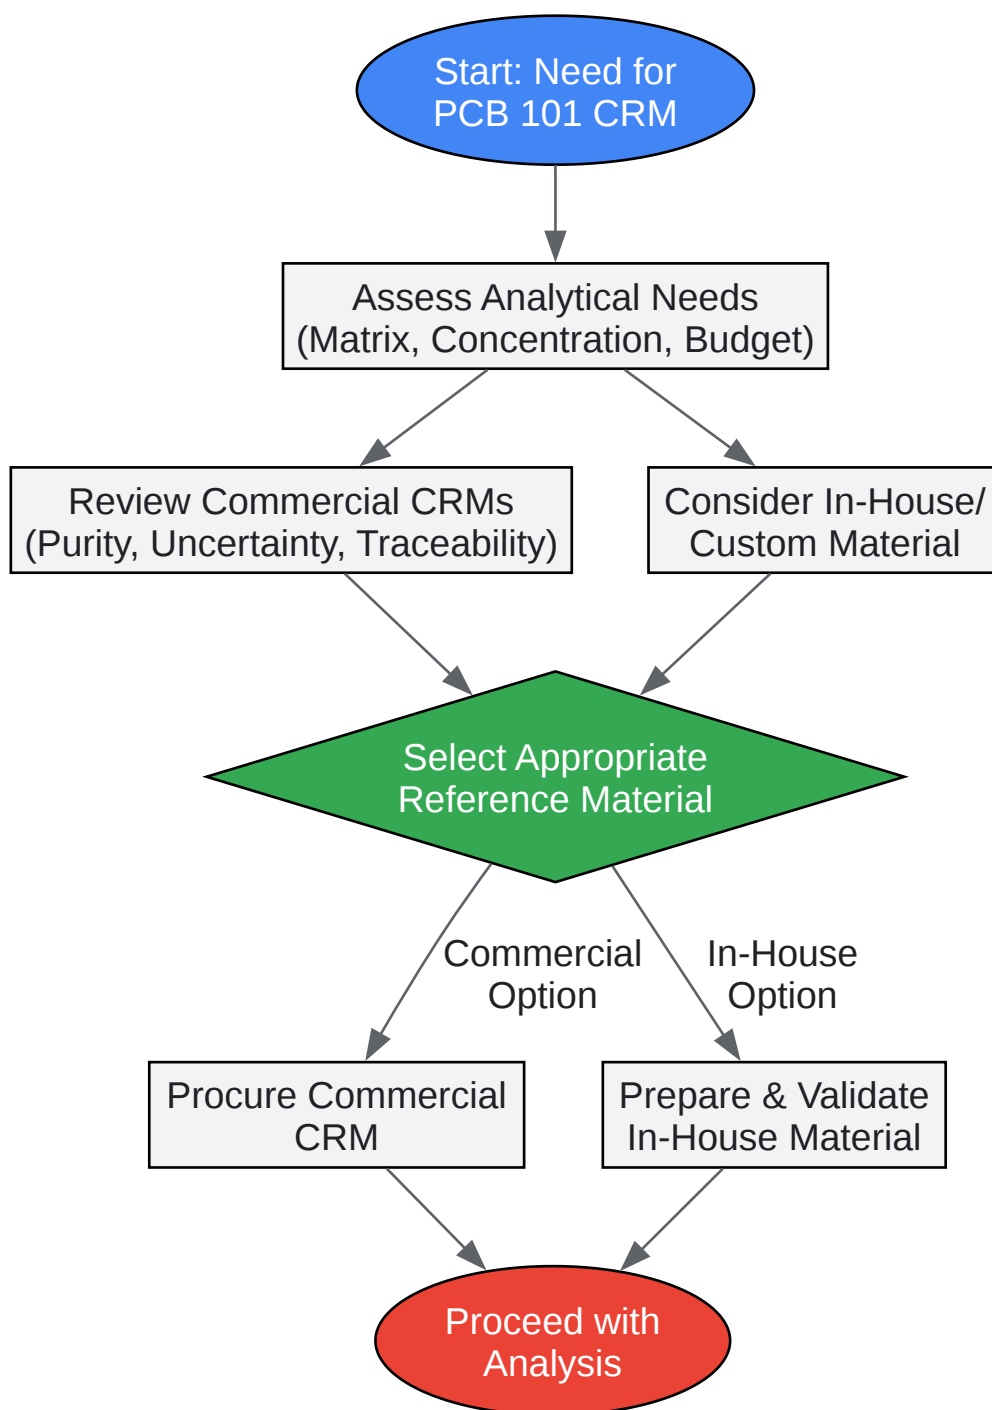 Start: Need for
PCB 101 CRM
Assess Analytical Needs
(Matrix, Concentration, Budget)
Review Commercial CRMs
(Purity, Uncertainty, Traceability)
Consider In-House/
Custom Material
Select Appropriate
Reference Material
Commercial
Option
In-House
Option
Procure Commercial
CRM
Prepare & Validate
In-House Material
Proceed with
Analysis